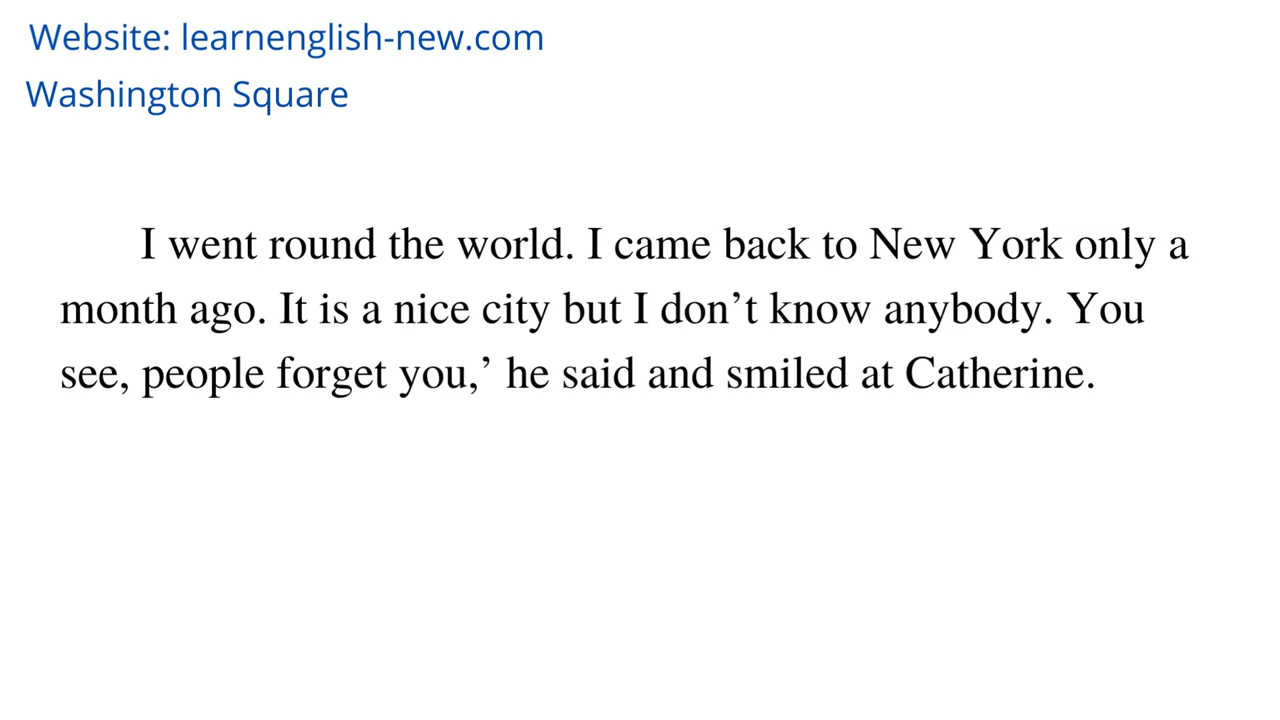 Website: learnenglish-new.com
Washington Square
I went round the world. I came back to New York only a
month ago. It is a nice city but I don’t know anybody. You
see, people forget you,’ he said and smiled at Catherine.